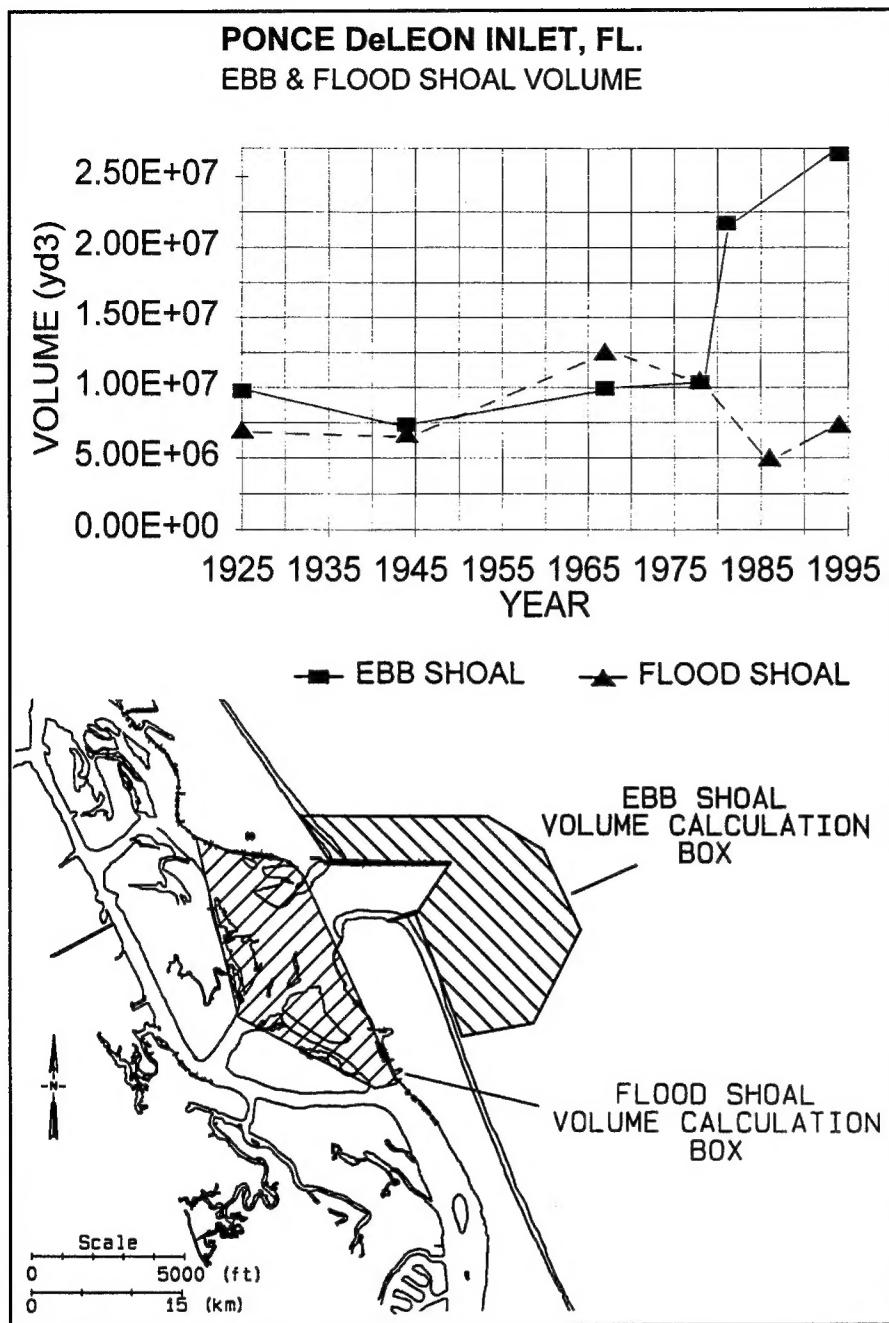 PONCE DeLEON INLET, FL.
EBB & FLOOD SHOAL VOLUME
VOLUME (yd3)
2.50E+07
2.00E+07
1.50E+07
1.00E+07
5.00E+06
0.00E+00
1925 1935 1945 1955 1965 1975 1985 1995
YEAR
EBB SHOAL FLOOD SHOAL
EBB SHOAL
VOLUME CALCULATION
BOX
FLOOD SHOAL
VOLUME CALCULATION
BOX
N
Scale
0 5000 (ft)
0 15 (km)